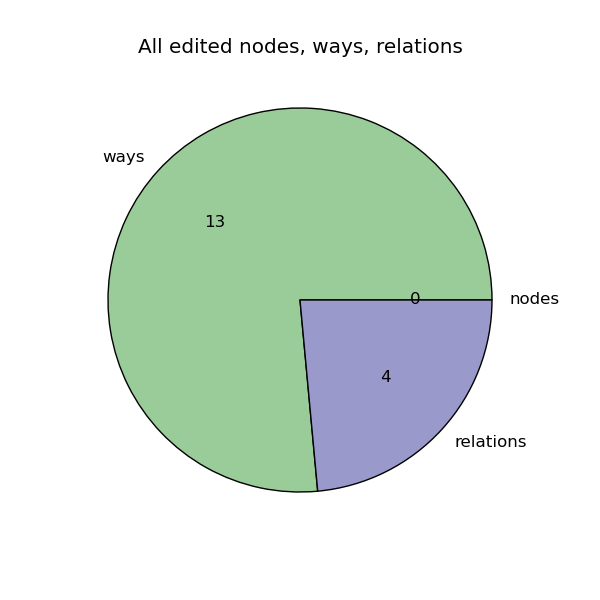 All edited nodes, ways, relations
ways
13
0
nodes
4
relations